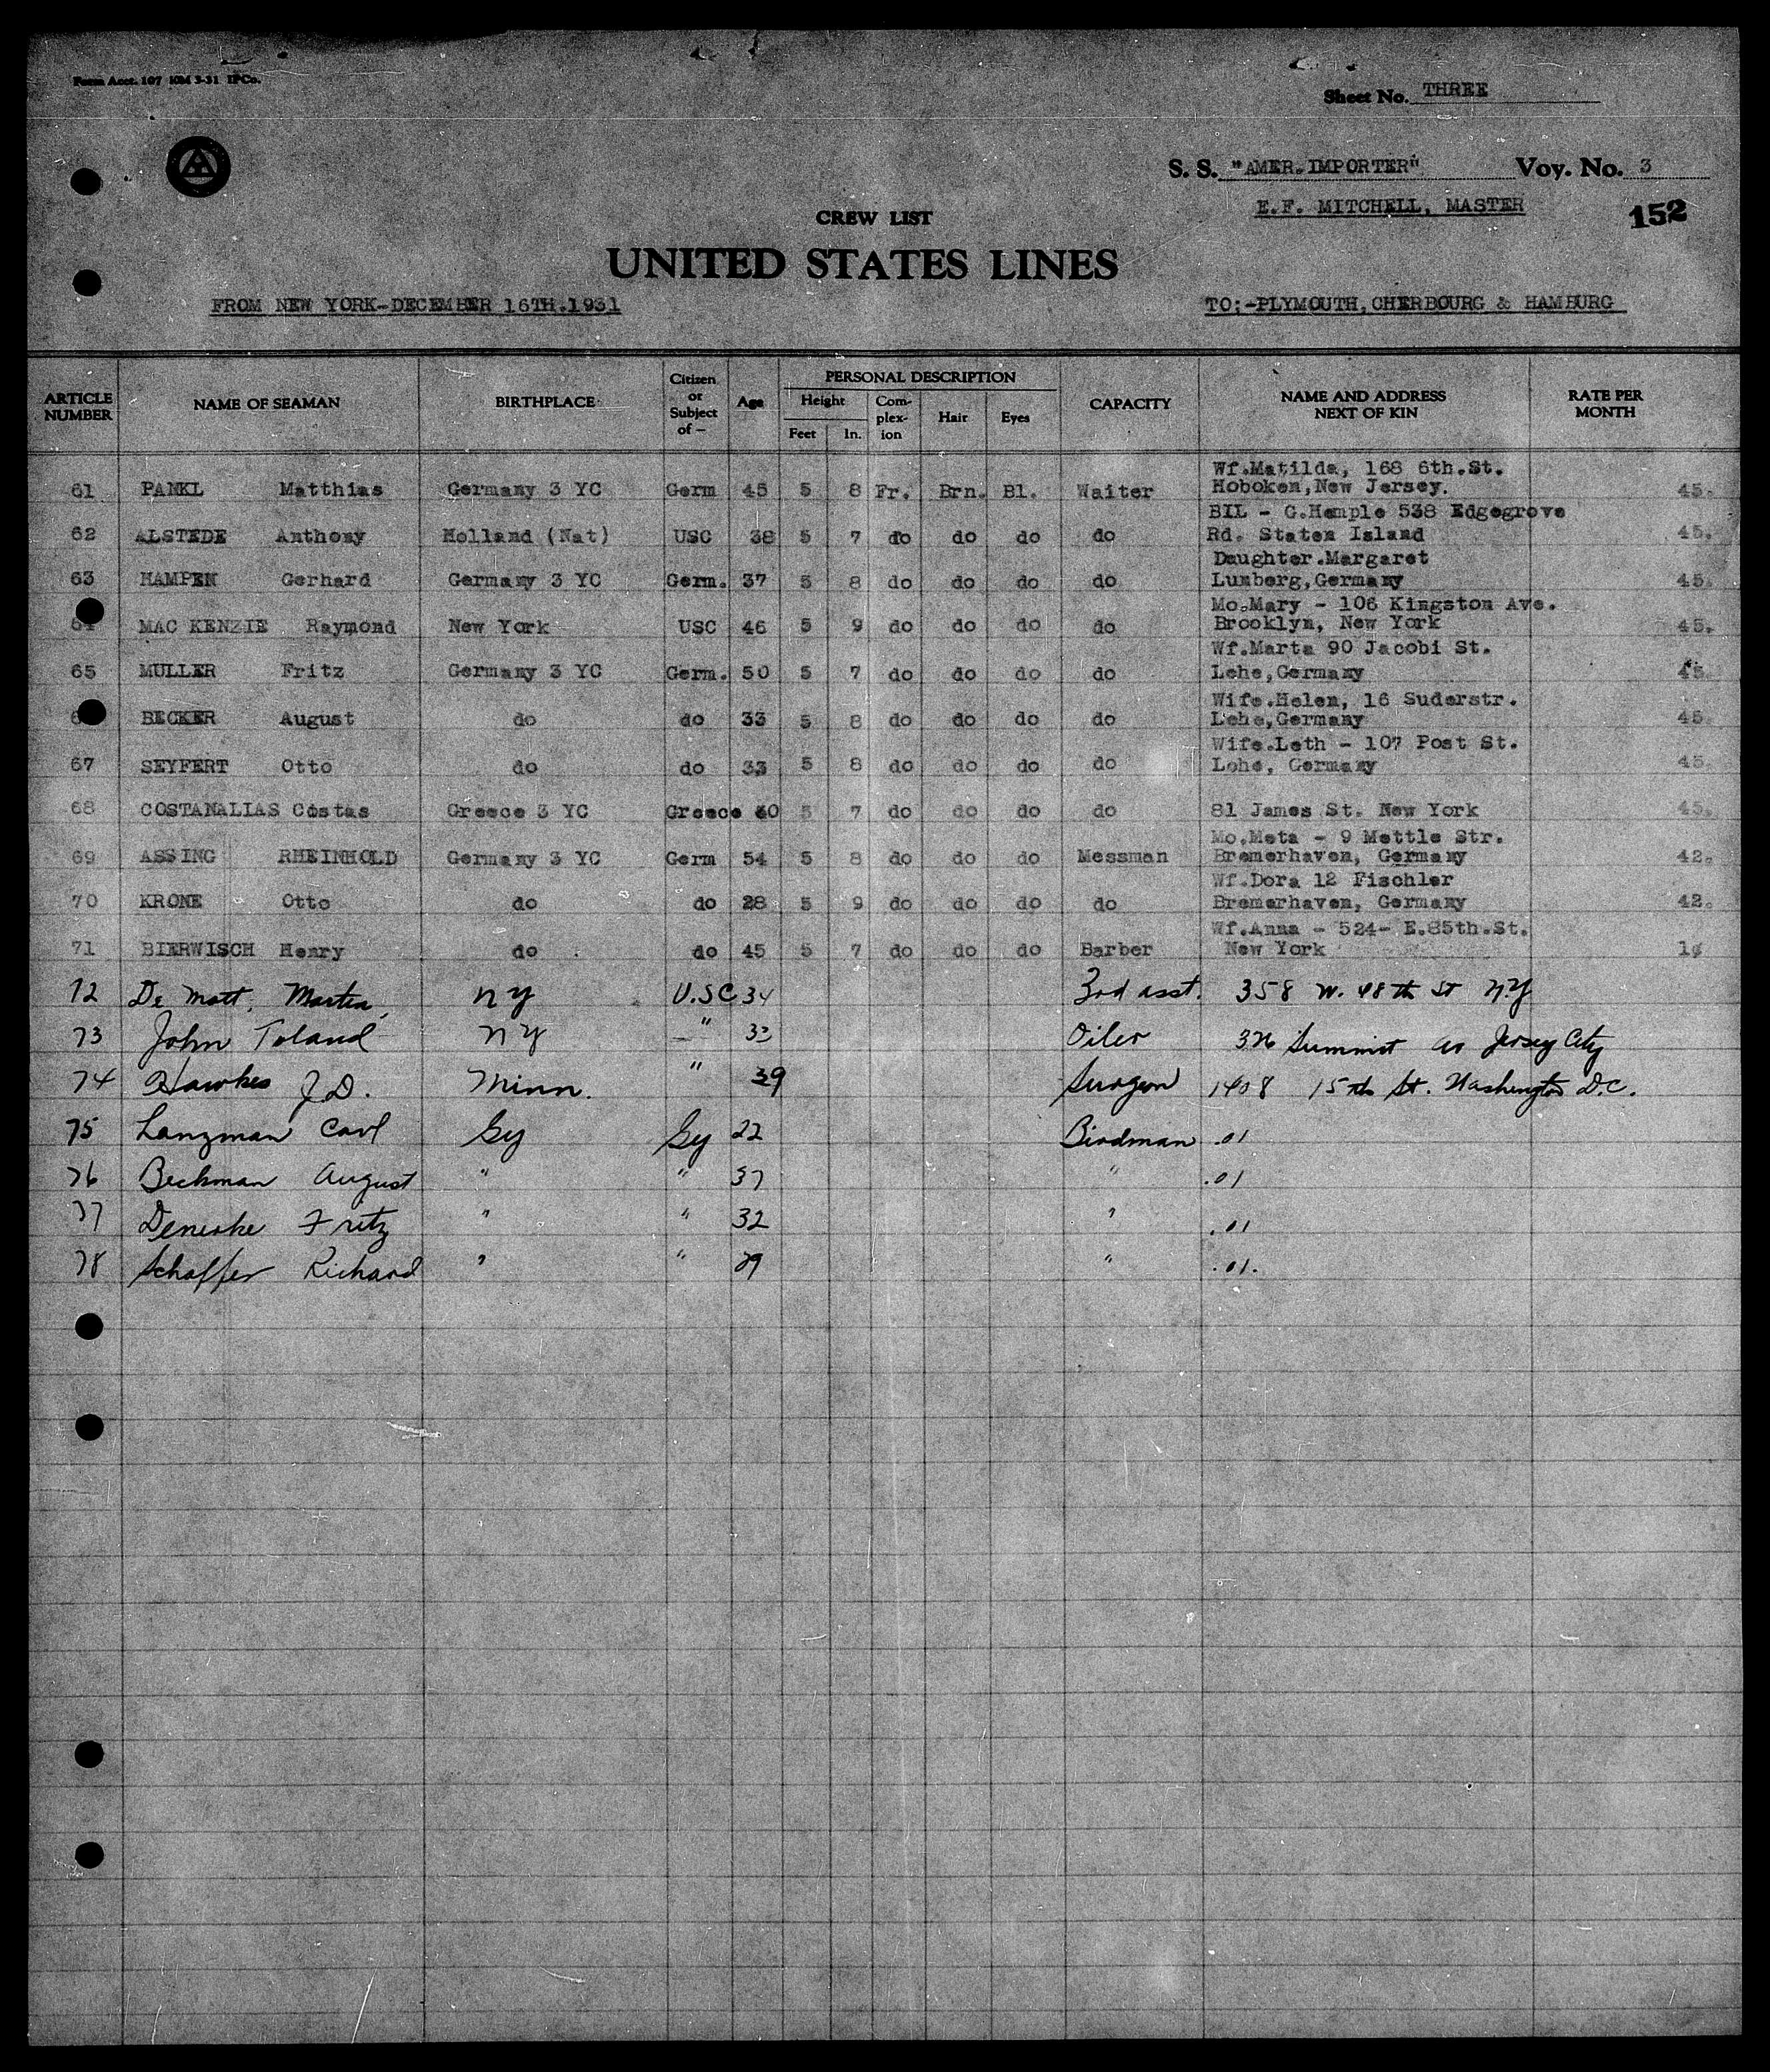 Form Acct. 107 10M 3-31 IPCo.
Sheet No. THREE
S. S. "AMER.IMPORTER" Voy. No. 3
E.F. MITCHELL, MASTER
152
CREW LIST
UNITED STATES LINES
FROM NEW YORK-DECEMBER 16TH.1931 TO;-PLYMOUTH,CHERBOURG & HAMBURG
ARTICLE NUMBER NAME OF SEAMAN BIRTHPLACE Citizen or Subject of — Age PERSONAL DESCRIPTION Height Feet In. Com-plex-ion Hair Eyes CAPACITY NAME AND ADDRESS NEXT OF KIN RATE PER MONTH
Wf.Matilda, 168 6th.St.
61 PANKL Matthias Germany 3 YC Germ 45 5 8 Fr. Brn. Bl. Waiter Hoboken,New Jersey. 45.
BIL - G.Hemple 538 Edgegrove
62 ALSTEDE Anthony Holland (Nat) USC 38 5 7 do do do do Rd. Staten Island 45.
Daughter.Margaret
63 HAMPEN Gerhard Germany 3 YC Germ. 37 5 8 do do do do Lumberg,Germany 45.
Mo.Mary - 106 Kingston Ave.
64 MAC KENZIE Raymond New York USC 46 5 9 do do do do Brooklyn, New York 45.
Wf.Marta 90 Jacobi St.
65 MULLER Fritz Germany 3 YC Germ. 50 5 7 do do do do Lehe,Germany 45.
Wife.Helen, 16 Suderstr.
6 BECKER August do do 33 5 8 do do do do Lehe,Germany 45.
Wife.Leth - 107 Post St.
67 SEYFERT Otto do do 33 5 8 do do do do Lohe, Germany 45.
68 COSTANALIAS Costas Greece 3 YC Greece 40 5 7 do do do do 81 James St. New York 45.
Mo.Meta - 9 Mettle Str.
69 ASSING RHEINHOLD Germany 3 YC Germ 54 5 8 do do do Messman Bremerhaven, Germany 42.
Wf.Dora 12 Fischler
70 KRONE Otto do do 28 5 9 do do do do Bremerhaven, Germany 42.
Wf.Anna - 524- E.85th.St.
71 BIERWISCH Henry do do 45 5 7 do do do Barber New York 1¢
72 De Matt, Martin, NY U.SC 34 3rd asst. 358 W. 48th St N.Y
73 John Toland NY " 33 Oiler 326 Summit av Jersey City
74 Hawkes J.D. Minn. " 39 Surgeon 1408 15th St. Washington D.C.
75 Lanzman Carl Gy Gy 22 Birdman .01
76 Beckman August " " 37 " .01
77 Deneske Fritz " " 32 " .01
78 Schaffer Richard " " 29 " .01.